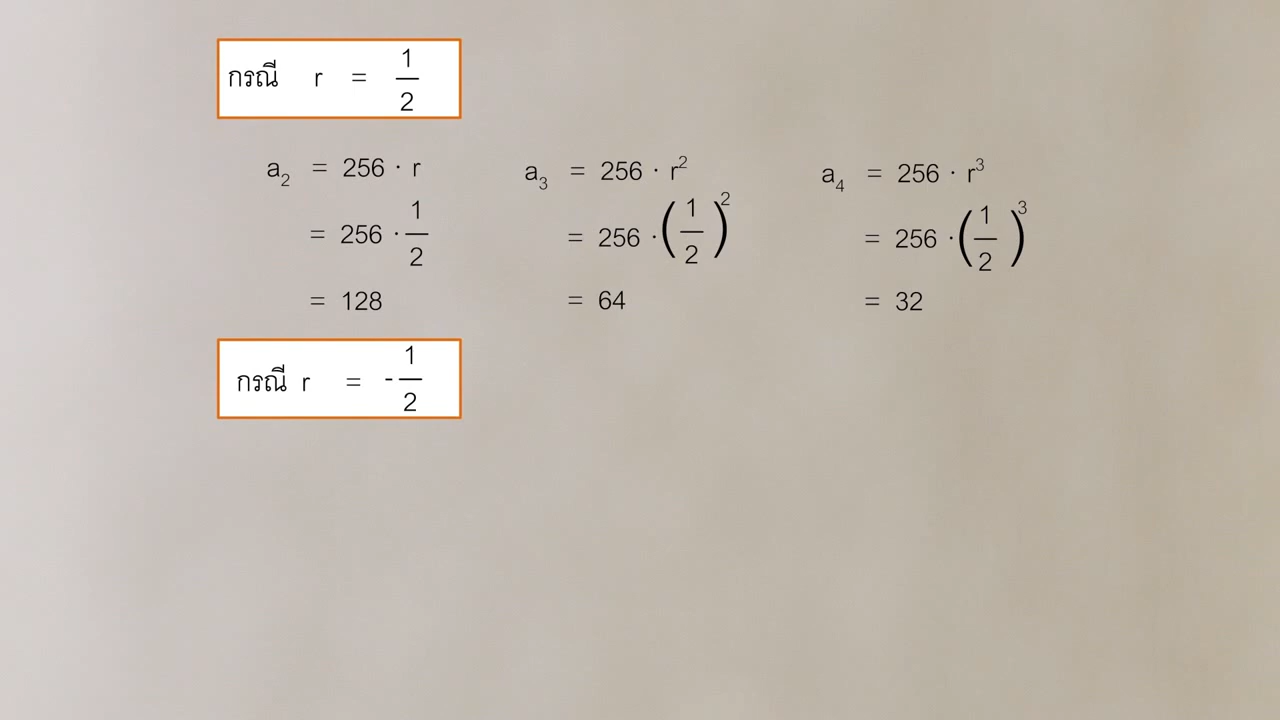 กรณี r = 1/2
a₂ = 256 · r
= 256 · 1/2
= 128
a₃ = 256 · r²
= 256 · (1/2)²
= 64
a₄ = 256 · r³
= 256 · (1/2)³
= 32
กรณี r = -1/2